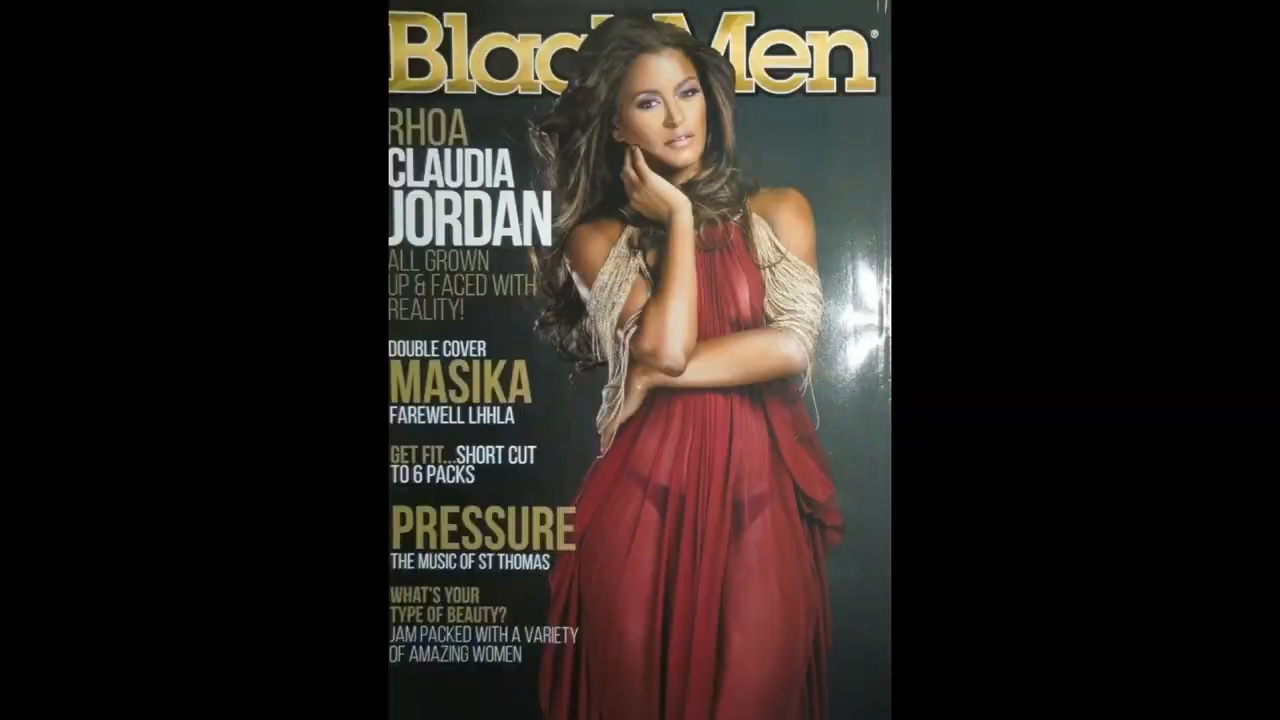 Black Men®
RHOA
CLAUDIA
JORDAN
ALL GROWN
UP & FACED WITH
REALITY!
DOUBLE COVER
MASIKA
FAREWELL LHHLA
GET FIT...SHORT CUT
TO 6 PACKS
PRESSURE
THE MUSIC OF ST THOMAS
WHAT'S YOUR
TYPE OF BEAUTY?
JAM PACKED WITH A VARIETY
OF AMAZING WOMEN